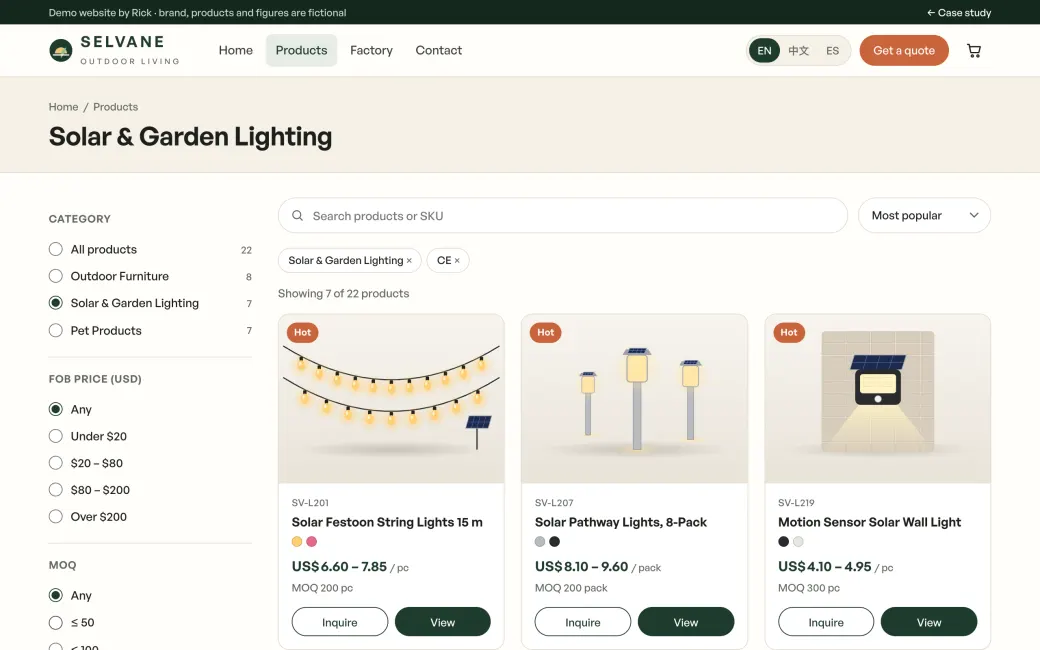 Demo website by Rick · brand, products and figures are fictional
← Case study
SELVANE
OUTDOOR LIVING
Home
Products
Factory
Contact
EN
中文
ES
Get a quote
Home / Products
Solar & Garden Lighting
CATEGORY
All products 22
Outdoor Furniture 8
Solar & Garden Lighting 7
Pet Products 7
FOB PRICE (USD)
Any
Under $20
$20 – $80
$80 – $200
Over $200
MOQ
Any
≤ 50
≤ 100
Search products or SKU
Most popular
Solar & Garden Lighting ×
CE ×
Showing 7 of 22 products
Hot
SV-L201
Solar Festoon String Lights 15 m
US$6.60 – 7.85 / pc
MOQ 200 pc
Inquire
View
Hot
SV-L207
Solar Pathway Lights, 8-Pack
US$8.10 – 9.60 / pack
MOQ 200 pack
Inquire
View
Hot
SV-L219
Motion Sensor Solar Wall Light
US$4.10 – 4.95 / pc
MOQ 300 pc
Inquire
View